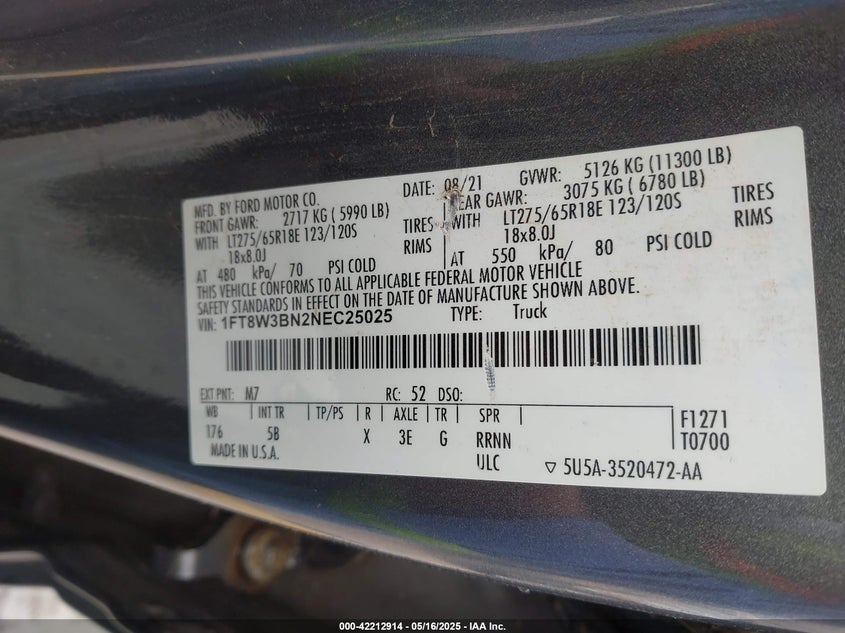 MFD. BY FORD MOTOR CO. DATE: 08/21 GVWR: 5126 KG (11300 LB)
FRONT GAWR: 2717 KG ( 5990 LB) REAR GAWR: 3075 KG ( 6780 LB)
WITH LT275/65R18E 123/120S TIRES WITH LT275/65R18E 123/120S TIRES
18x8.0J RIMS 18x8.0J RIMS
AT 480 kPa/ 70 PSI COLD AT 550 kPa/ 80 PSI COLD
THIS VEHICLE CONFORMS TO ALL APPLICABLE FEDERAL MOTOR VEHICLE
SAFETY STANDARDS IN EFFECT ON THE DATE OF MANUFACTURE SHOWN ABOVE.
VIN: 1FT8W3BN2NEC25025 TYPE: Truck
EXT PNT: M7 RC: 52 DSO:
WB | INT TR | TP/PS | R | AXLE | TR | SPR | F1271
176 5B X 3E G RRNN T0700
MADE IN U.S.A. ULC ▽ 5U5A-3520472-AA
000-42212914 - 05/16/2025 - IAA Inc.